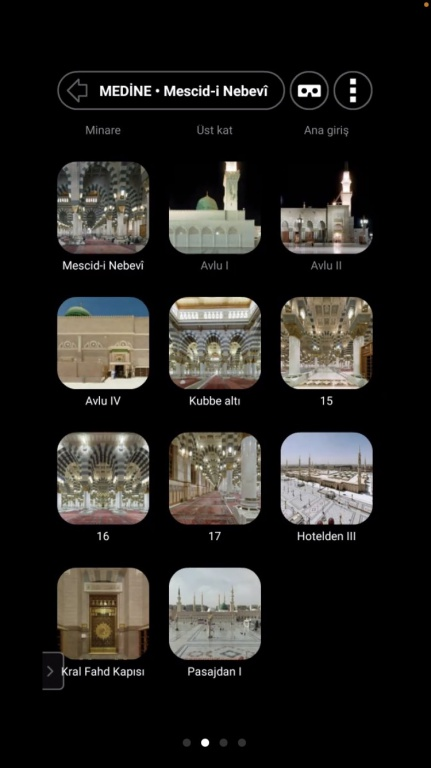 MEDİNE • Mescid-i Nebevî
Minare
Üst kat
Ana giriş
Mescid-i Nebevî
Avlu I
Avlu II
Avlu IV
Kubbe altı
15
16
17
Hotelden III
Kral Fahd Kapısı
Pasajdan I